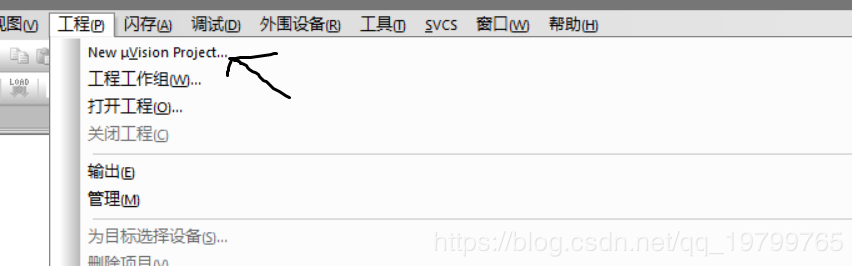 视图(V) 工程(P) 闪存(A) 调试(D) 外围设备(R) 工具(T) SVCS 窗口(W) 帮助(H)
New µVision Project...
LOAD
工程工作组(W)...
打开工程(O)...
关闭工程(C)
输出(E)
管理(M)
为目标选择设备(S)...
https://blog.csdn.net/qq_19799765
删除项目(V)